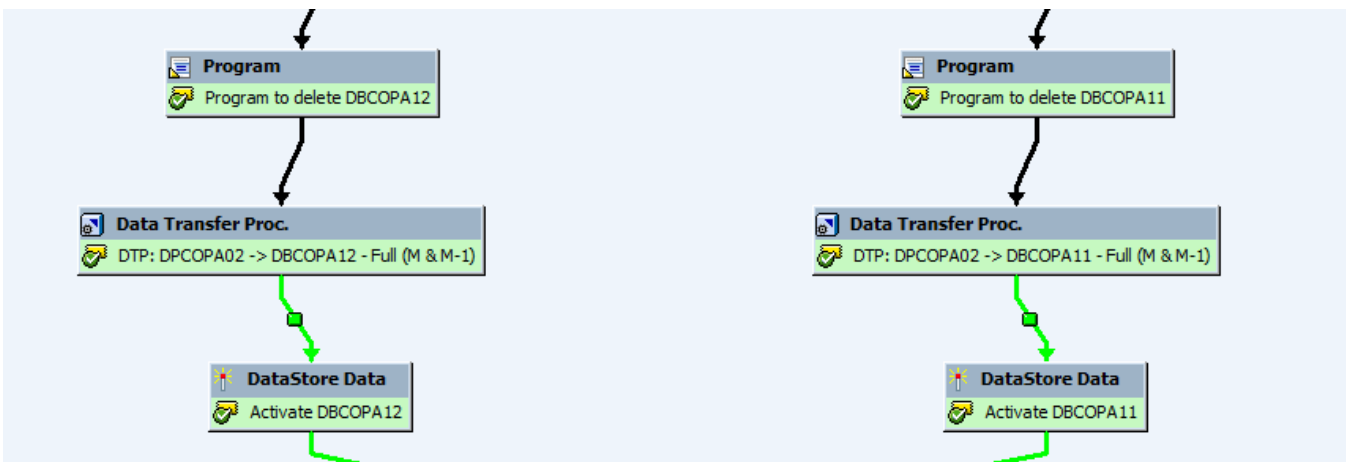 Program
Program to delete DBCOPA12
Program
Program to delete DBCOPA11
Data Transfer Proc.
DTP: DPCOPA02 -> DBCOPA12 - Full (M & M-1)
Data Transfer Proc.
DTP: DPCOPA02 -> DBCOPA11 - Full (M & M-1)
DataStore Data
Activate DBCOPA12
DataStore Data
Activate DBCOPA11